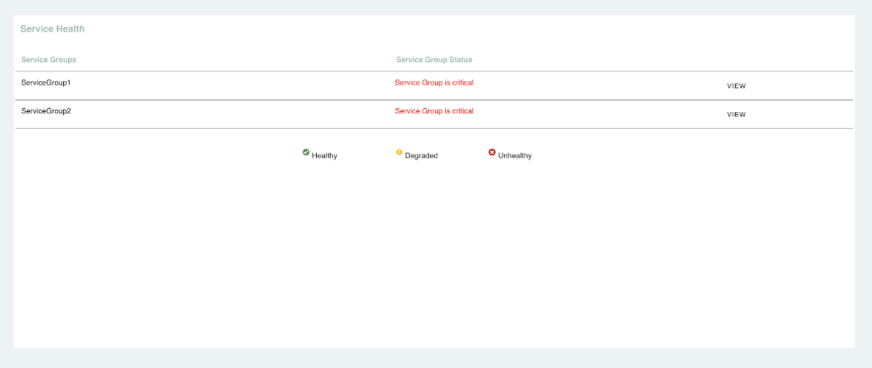 Service Health
Service Groups Service Group Status
ServiceGroup1 Service Group is critical VIEW
ServiceGroup2 Service Group is critical VIEW
Healthy Degraded Unhealthy